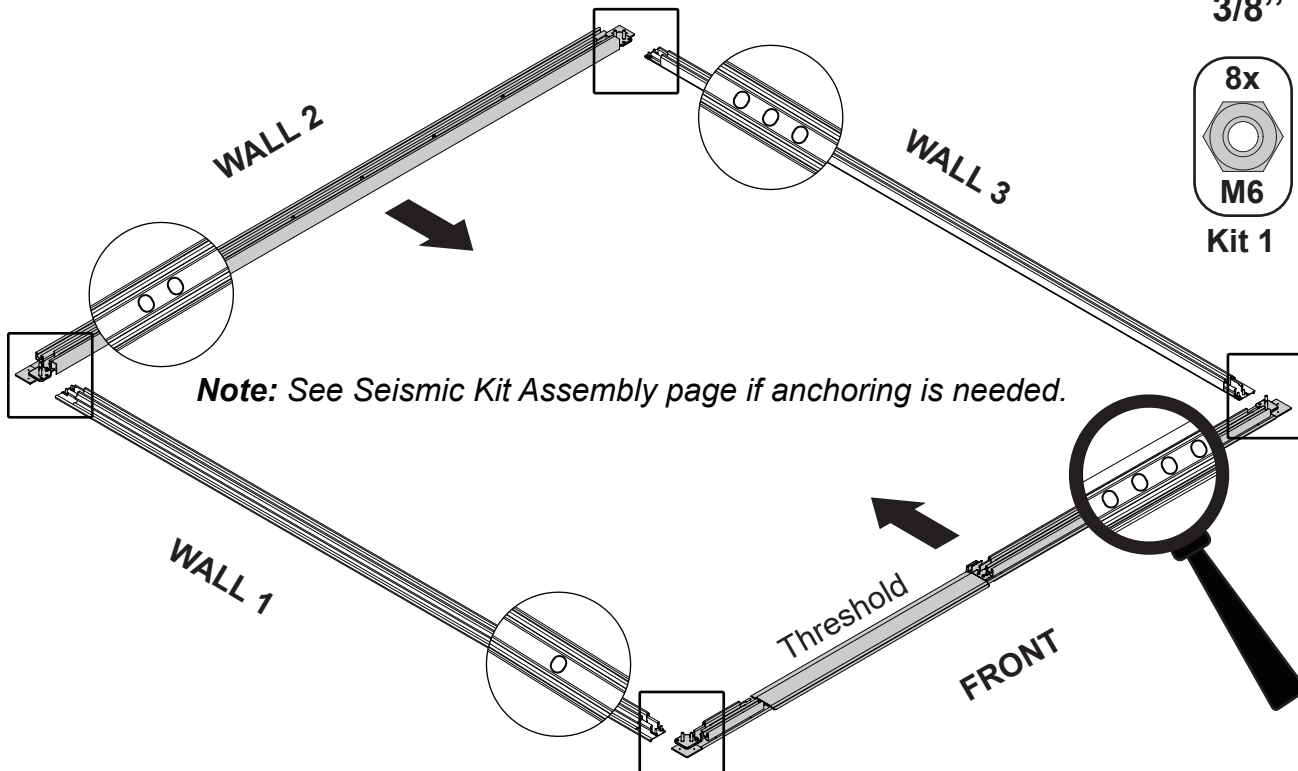 3/8’’
8x
M6
Kit 1
WALL 2
WALL 3
Note: See Seismic Kit Assembly page if anchoring is needed.
WALL 1
Threshold
FRONT